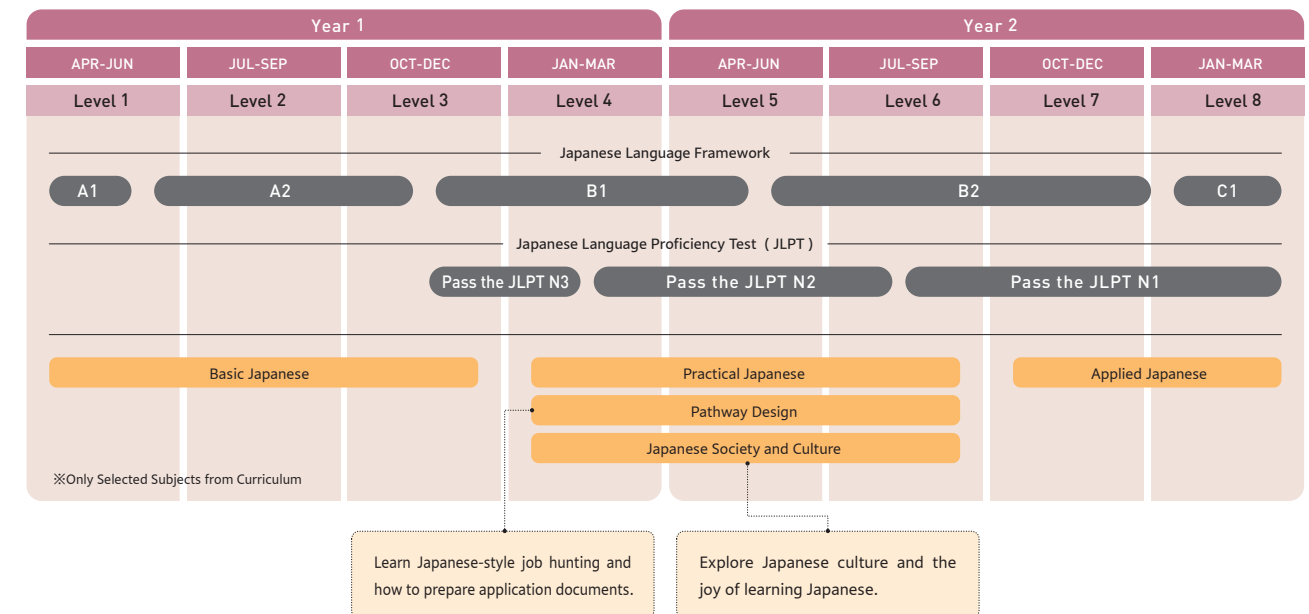 Year 1
Year 2
APR-JUN
JUL-SEP
OCT-DEC
JAN-MAR
APR-JUN
JUL-SEP
OCT-DEC
JAN-MAR
Level 1
Level 2
Level 3
Level 4
Level 5
Level 6
Level 7
Level 8
Japanese Language Framework
A1
A2
B1
B2
C1
Japanese Language Proficiency Test ( JLPT )
Pass the JLPT N3
Pass the JLPT N2
Pass the JLPT N1
Basic Japanese
Practical Japanese
Applied Japanese
Pathway Design
Japanese Society and Culture
※Only Selected Subjects from Curriculum
Learn Japanese-style job hunting and
how to prepare application documents.
Explore Japanese culture and the
joy of learning Japanese.